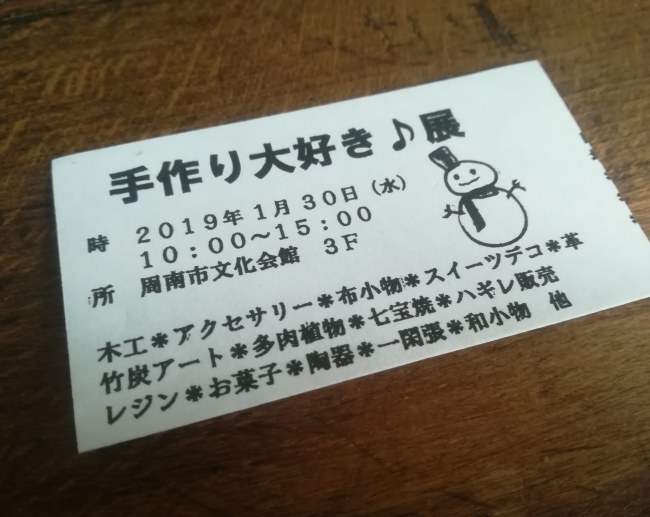 手作り大好き♪展
時 2019年1月30日(水)
10:00〜15:00
所 周南市文化会館 3F
木工＊アクセサリー＊布小物＊スイーツデコ＊革
竹炭アート＊多肉植物＊七宝焼＊ハギレ販売
レジン＊お菓子＊陶器＊一閑張＊和小物 他